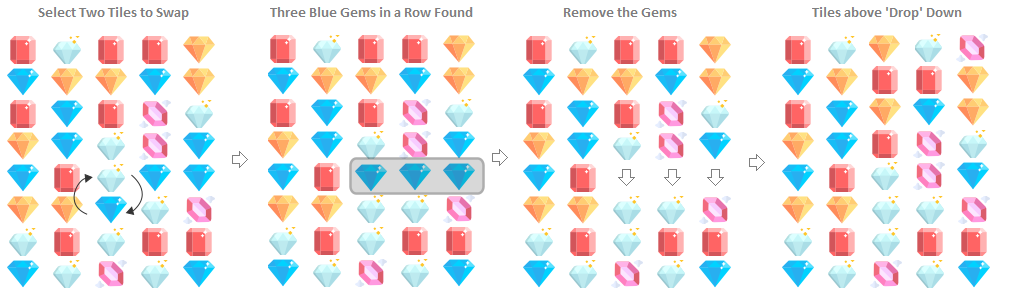 Select Two Tiles to Swap
Three Blue Gems in a Row Found
Remove the Gems
Tiles above 'Drop' Down